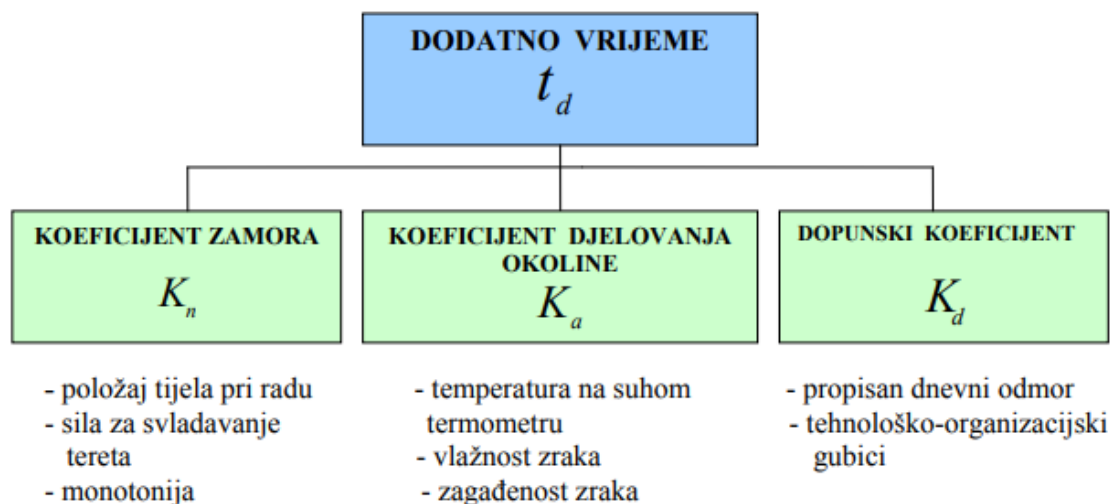 DODATNO VRIJEME
t_d
KOEFICIJENT ZAMORA
K_n
KOEFICIJENT DJELOVANJA
OKOLINE
K_a
DOPUNSKI KOEFICIJENT
K_d
- položaj tijela pri radu
- sila za svladavanje
tereta
- monotonija
- temperatura na suhom
termometru
- vlažnost zraka
- zagađenost zraka
- propisan dnevni odmor
- tehnološko-organizacijski
gubici